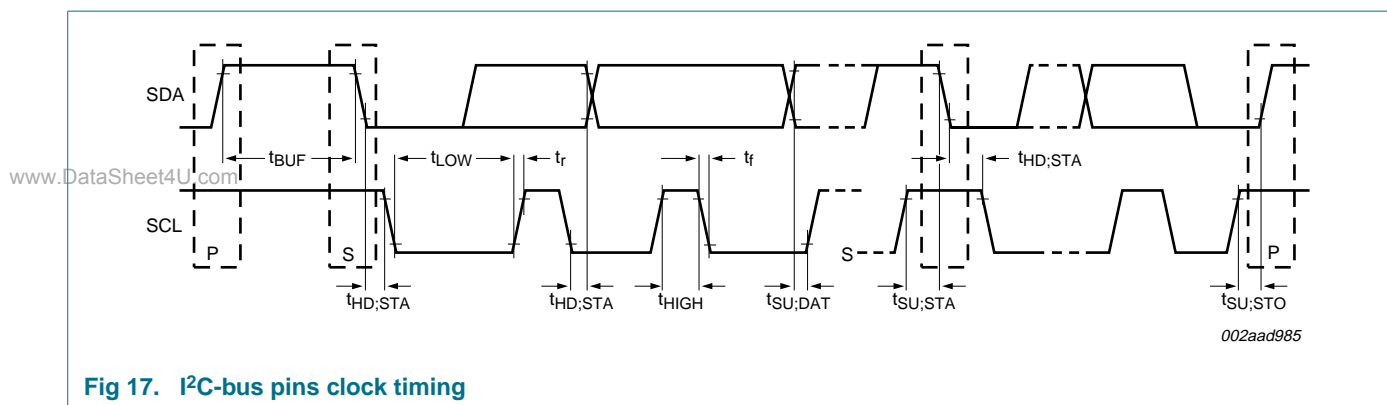 SDA
tBUF
tLOW
tr
tf
tHD;STA
www.DataSheet4U.com
SCL
P
S
S
P
tHD;STA
tHD;STA
tHIGH
tSU;DAT
tSU;STA
tSU;STO
002aad985
Fig 17. I²C-bus pins clock timing